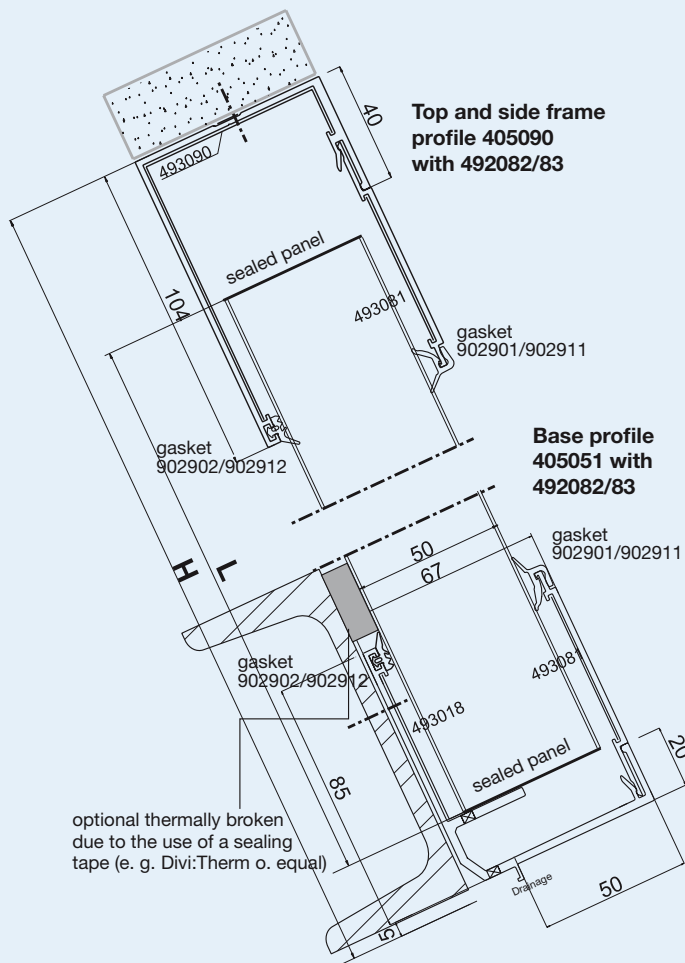 40
Top and side frame
profile 405090
with 492082/83
493090
sealed panel
104
493081
gasket
902901/902911
gasket
902902/902912
Base profile
405051 with
492082/83
gasket
902901/902911
50
67
H
L
gasket
902902/902912
493081
493018
20
sealed panel
85
optional thermally broken
due to the use of a sealing
tape (e. g. Divi:Therm o. equal)
Drainage
50
5